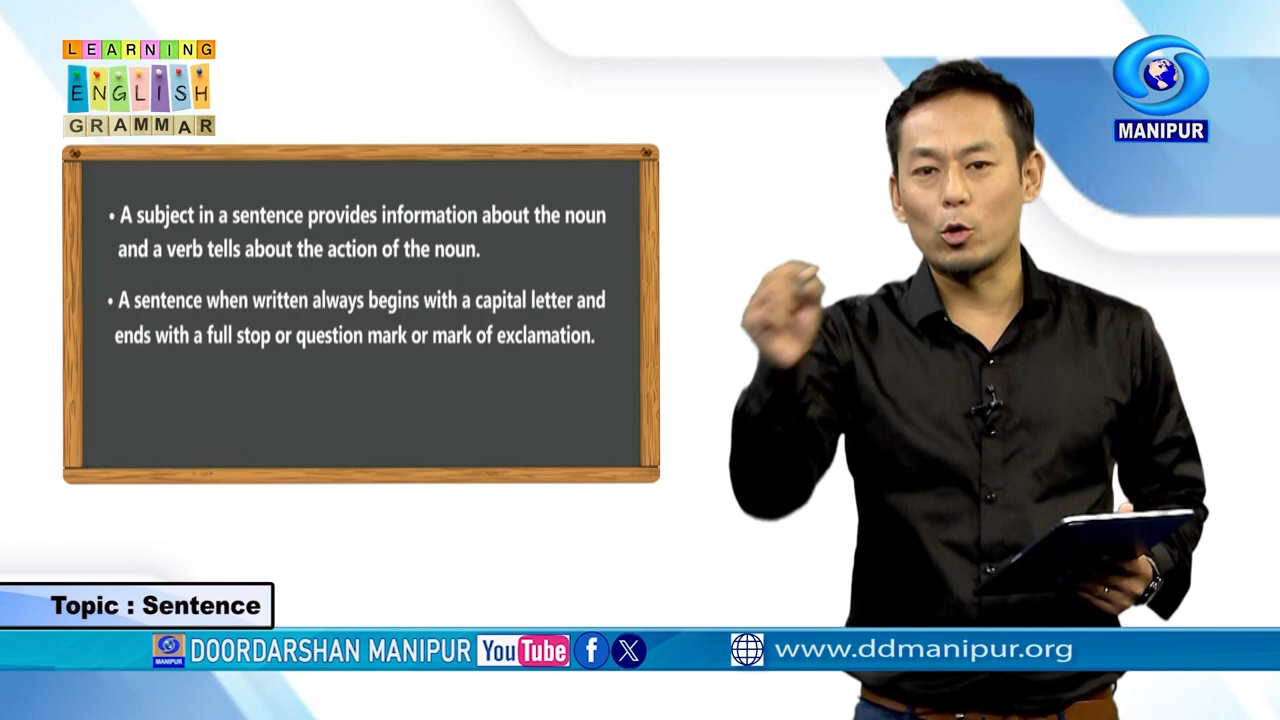 LEARNING
ENGLISH
GRAMMAR
MANIPUR
• A subject in a sentence provides information about the noun
and a verb tells about the action of the noun.
• A sentence when written always begins with a capital letter and
ends with a full stop or question mark or mark of exclamation.
Topic : Sentence
MANIPUR DOORDARSHAN MANIPUR YouTube f X www.ddmanipur.org